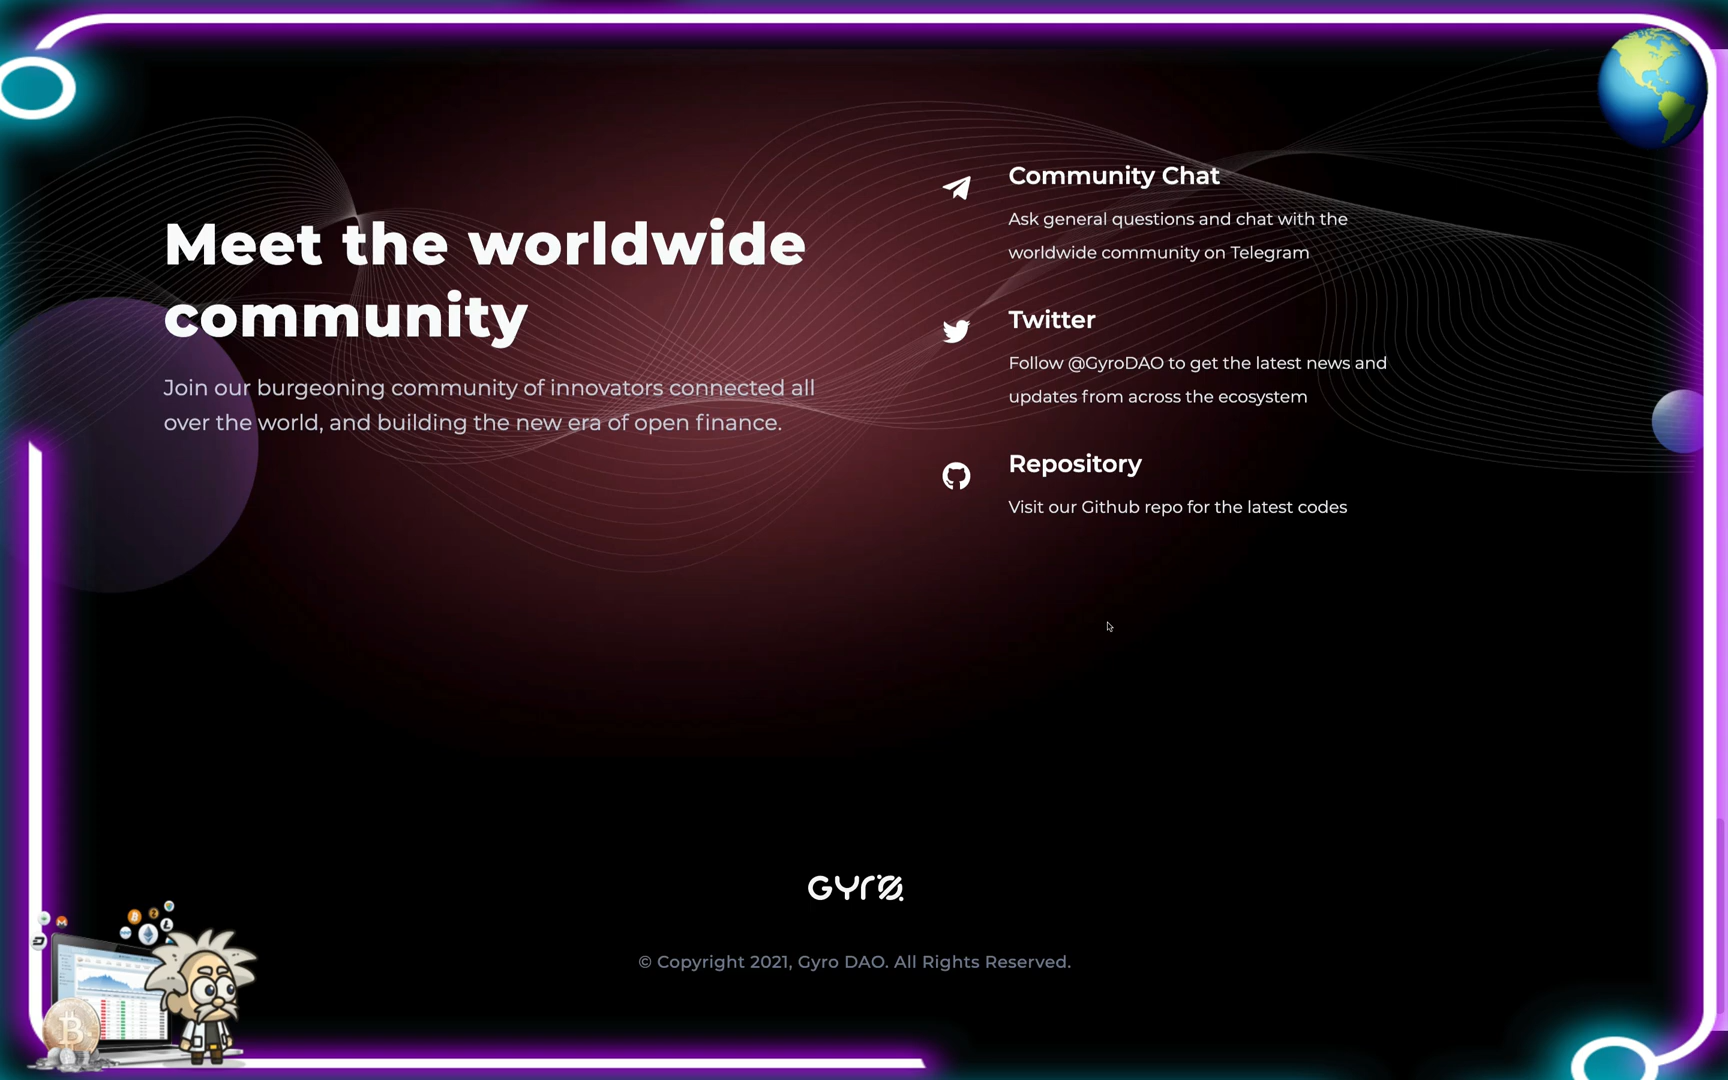 Meet the worldwide
community
Join our burgeoning community of innovators connected all
over the world, and building the new era of open finance.
Community Chat
Ask general questions and chat with the
worldwide community on Telegram
Twitter
Follow @GyroDAO to get the latest news and
updates from across the ecosystem
Repository
Visit our Github repo for the latest codes
GYRO
© Copyright 2021, Gyro DAO. All Rights Reserved.